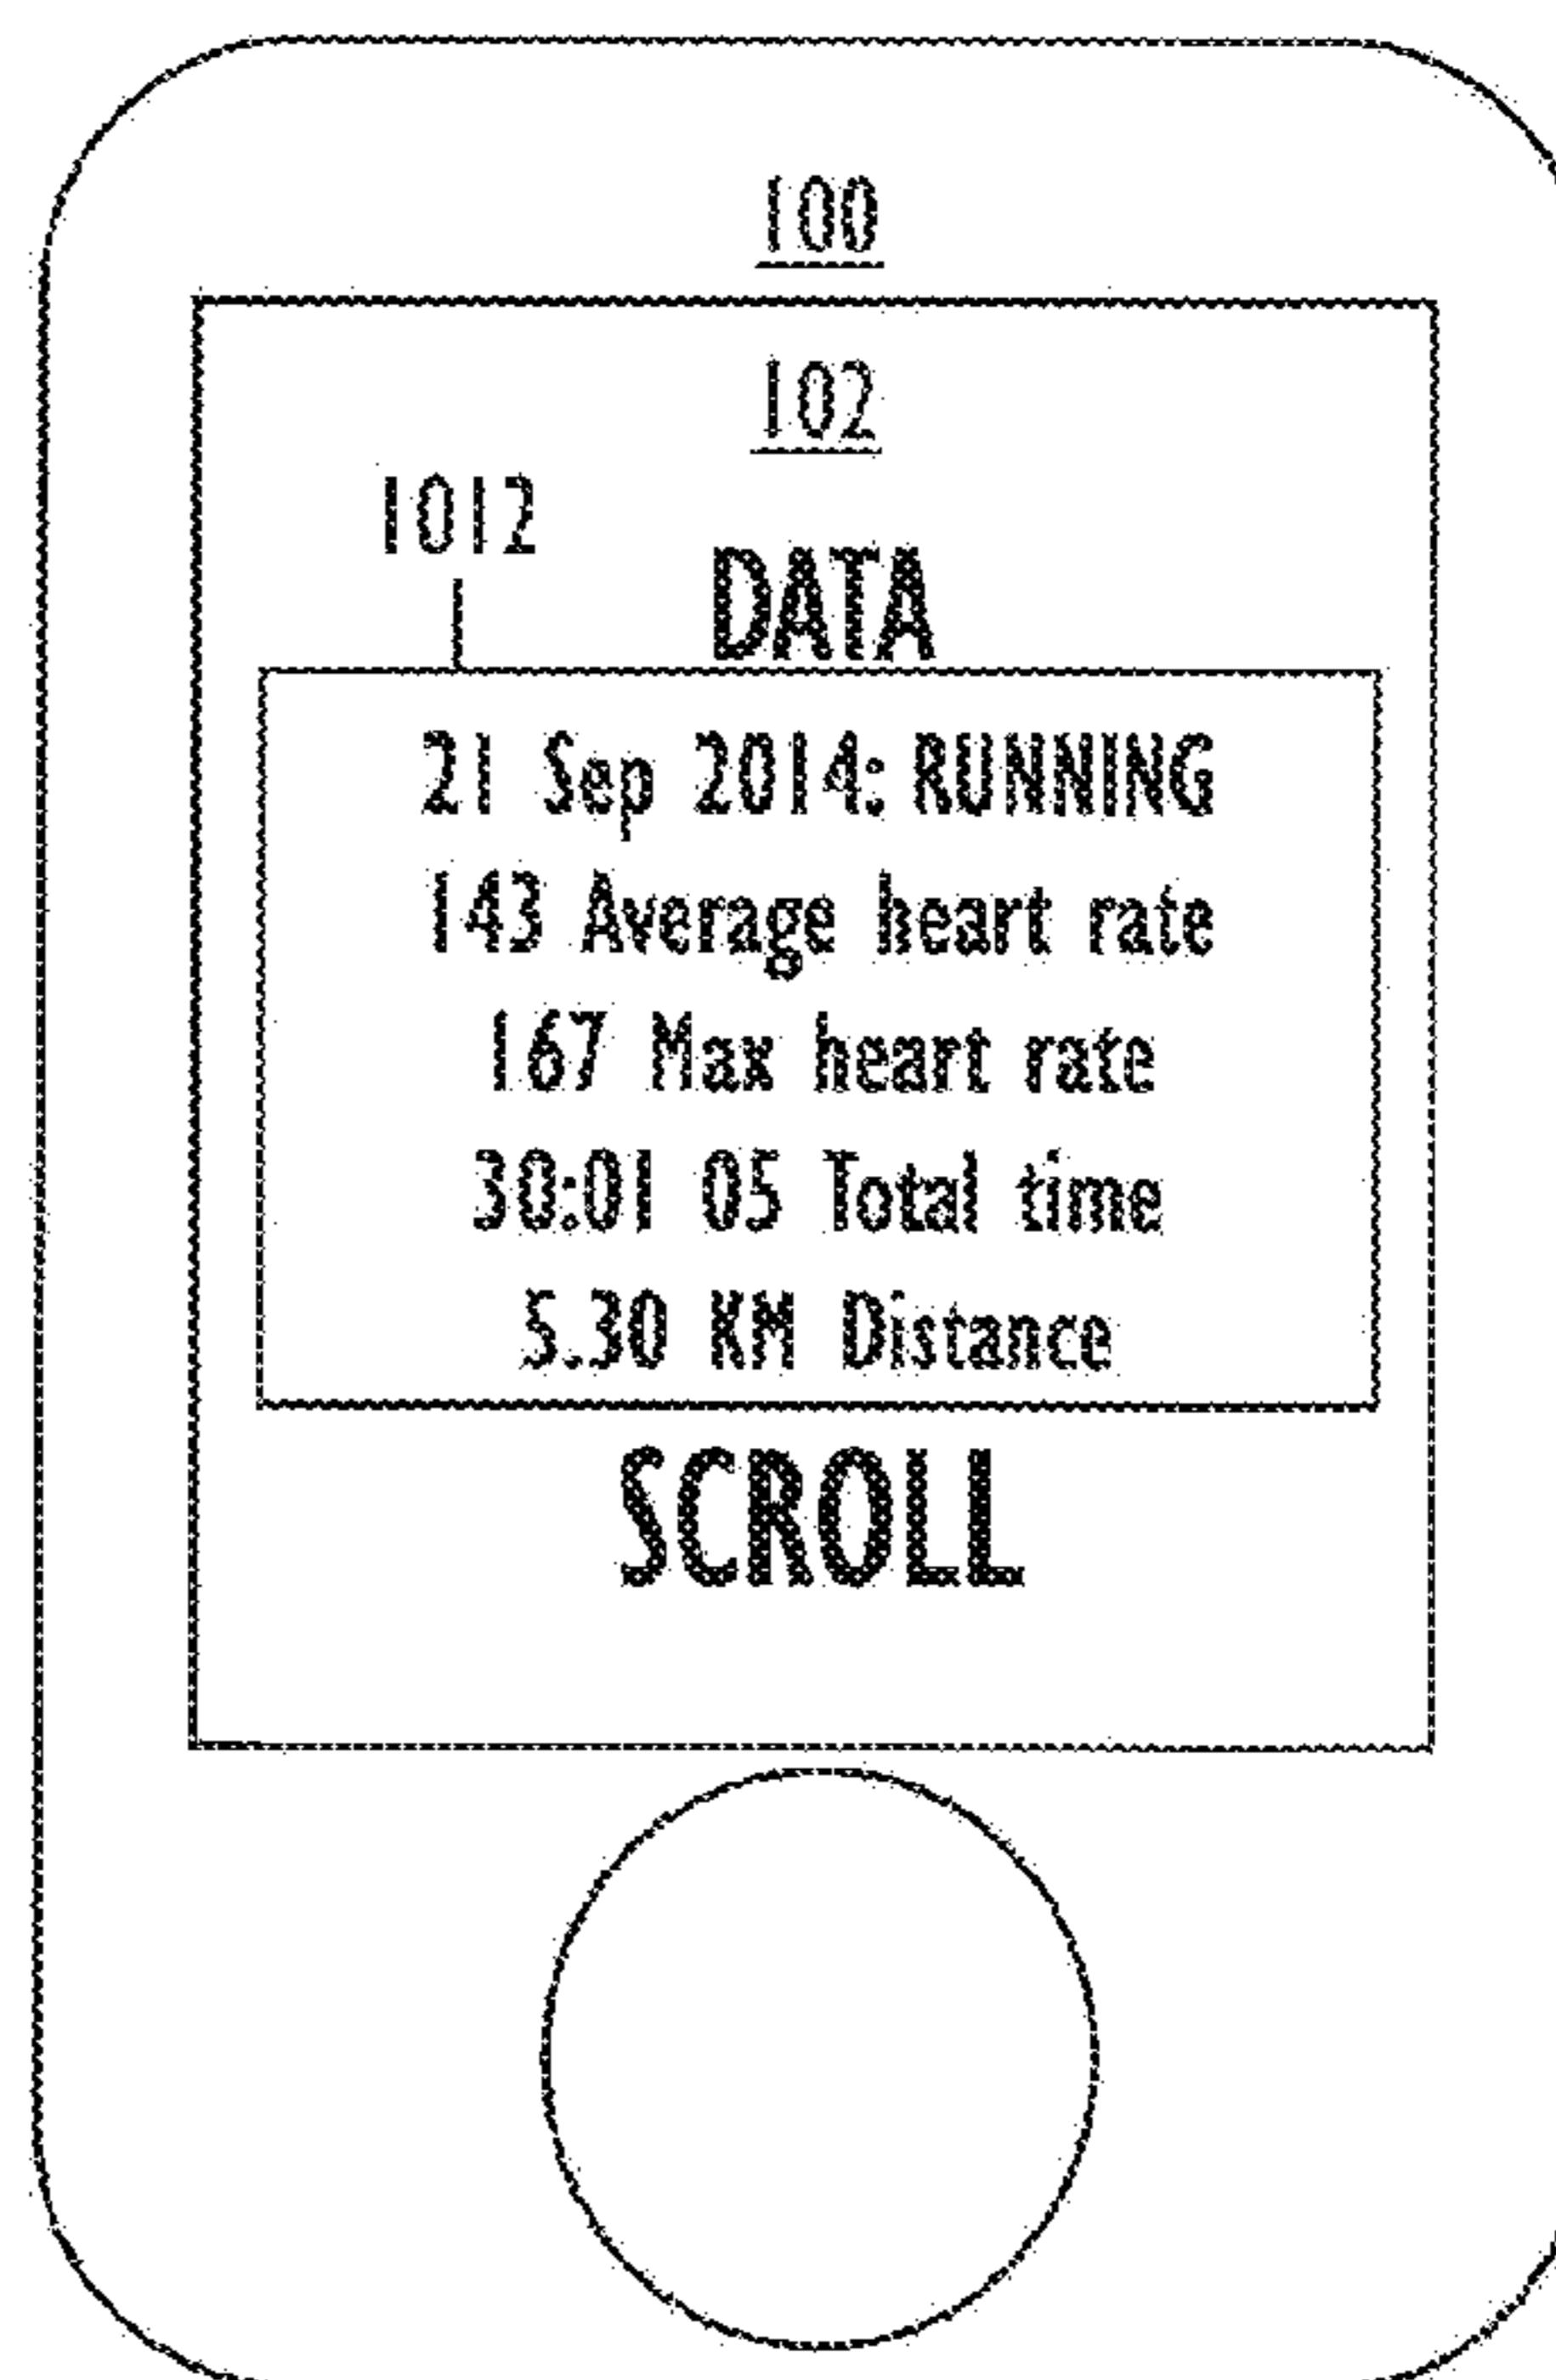 100
102
1012
DATA
21 Sep 2014: RUNNING
143 Average heart rate
167 Max heart rate
30:01 05 Total time
5.30 KM Distance
SCROLL